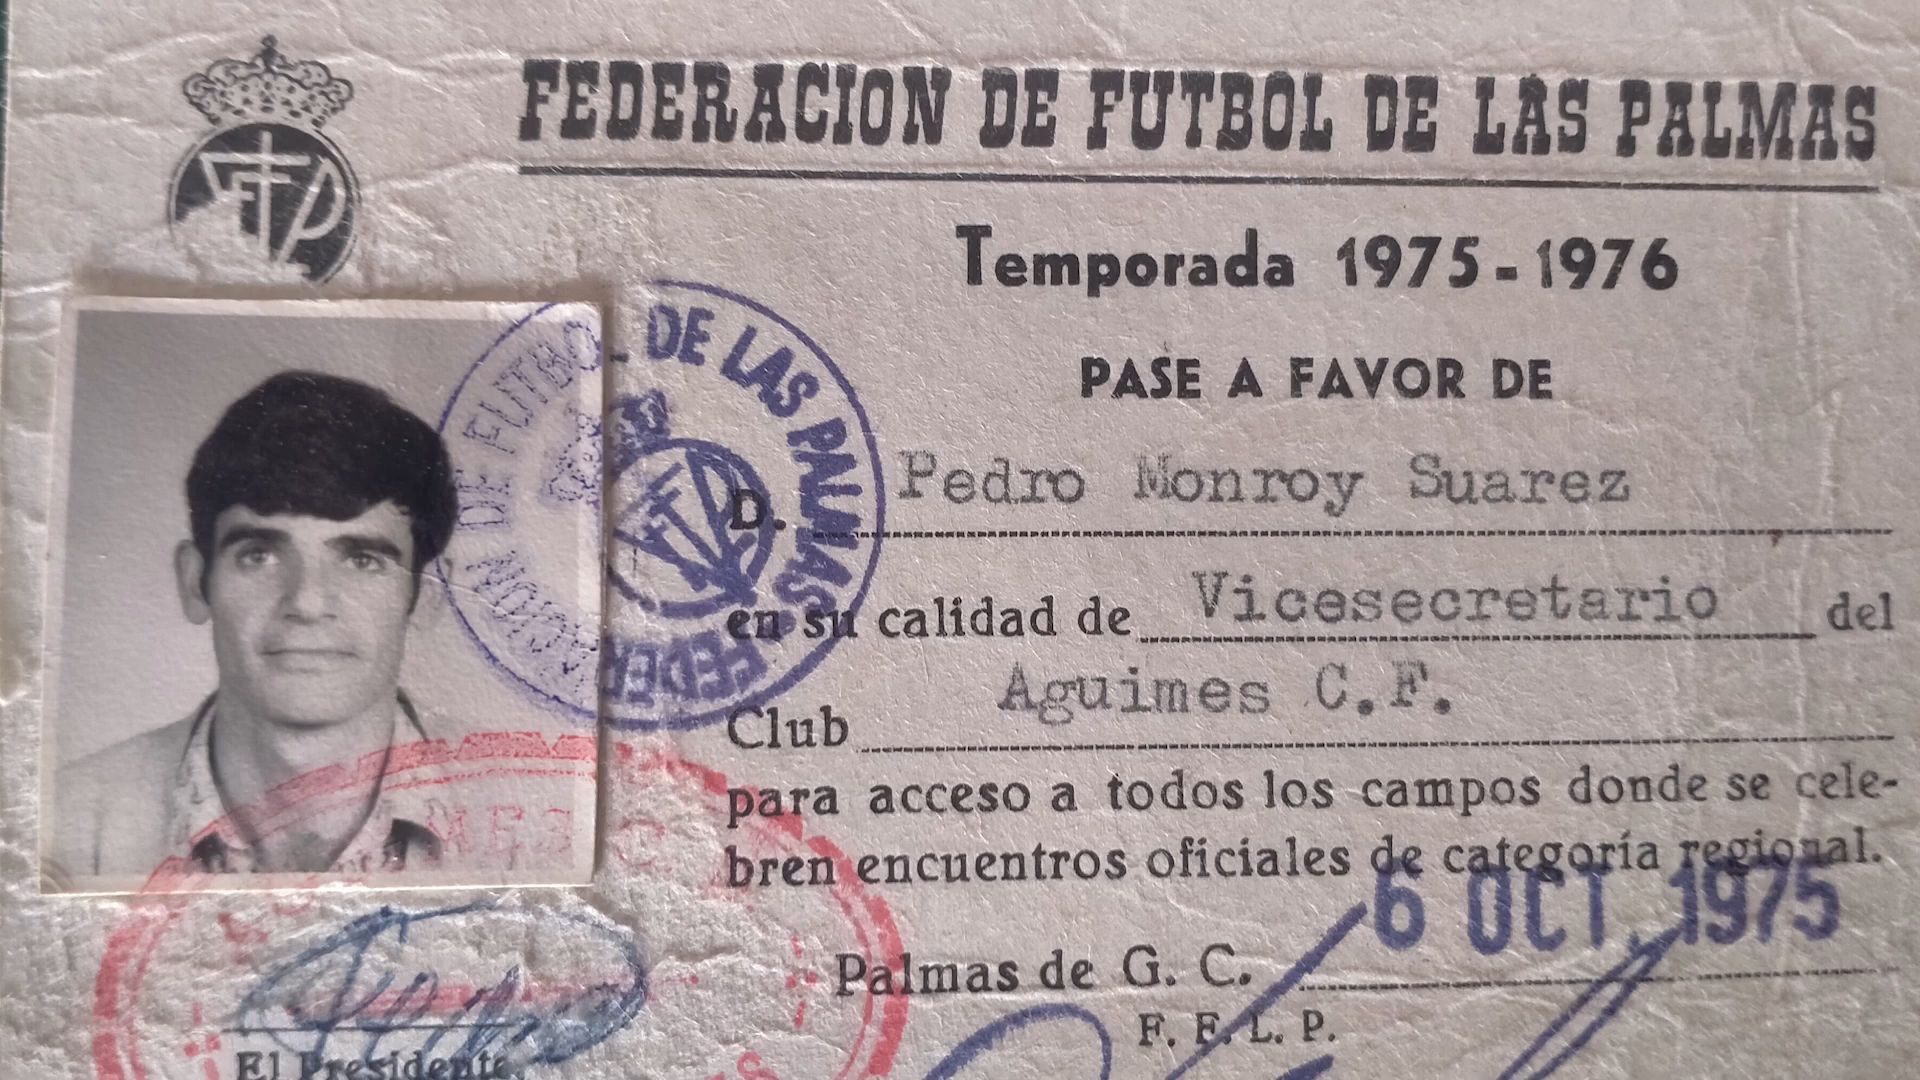 FEDERACION DE FUTBOL DE LAS PALMAS
Temporada 1975-1976
PASE A FAVOR DE
D. Pedro Monroy Suarez
en su calidad de Vicesecretario del
Club Aguimes C.F.
para acceso a todos los campos donde se cele-
bren encuentros oficiales de categoría regional.
6 OCT. 1975
Palmas de G. C.
F. F. L. P.
El Presidente,
FEDERACION DE FUTBOL DE LAS PALMAS